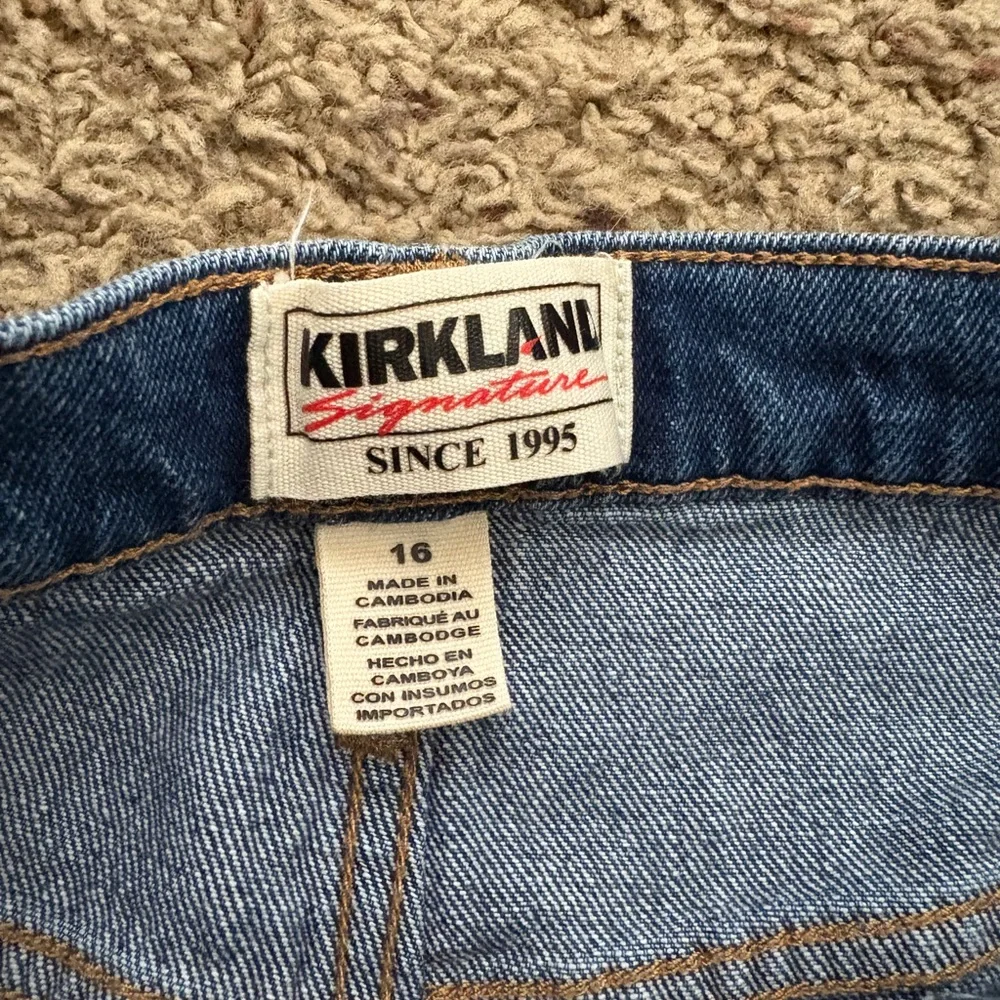 KIRKLAND
Signature
SINCE 1995
16
MADE IN
CAMBODIA
FABRIQUÉ AU
CAMBODGE
HECHO EN
CAMBOYA
CON INSUMOS
IMPORTADOS